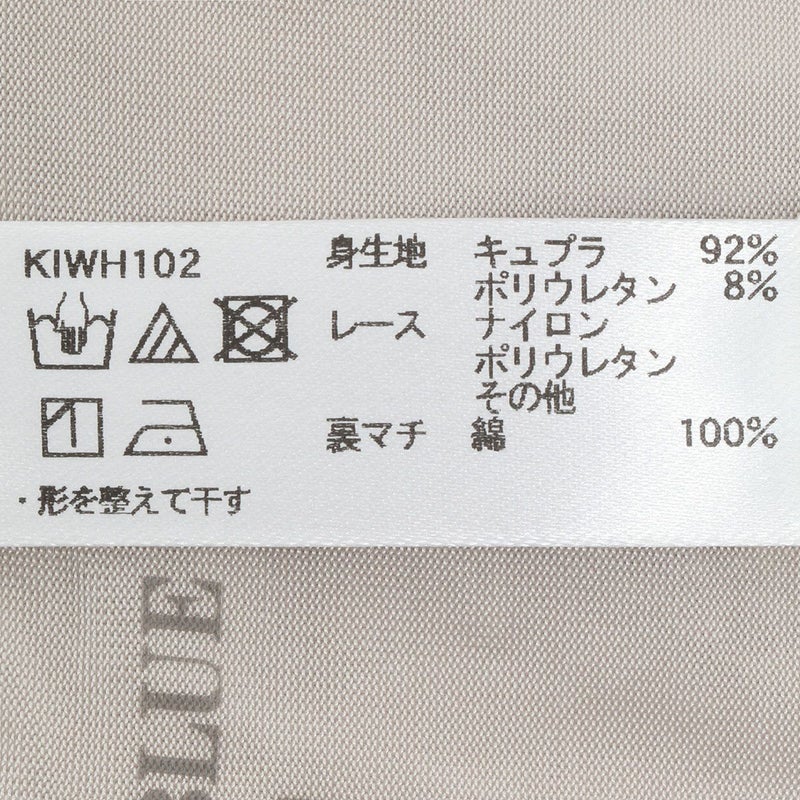 KIWH102
身生地 キュプラ 92%
ポリウレタン 8%
レース ナイロン
ポリウレタン
その他
裏マチ 綿 100%
・形を整えて干す
BLUE